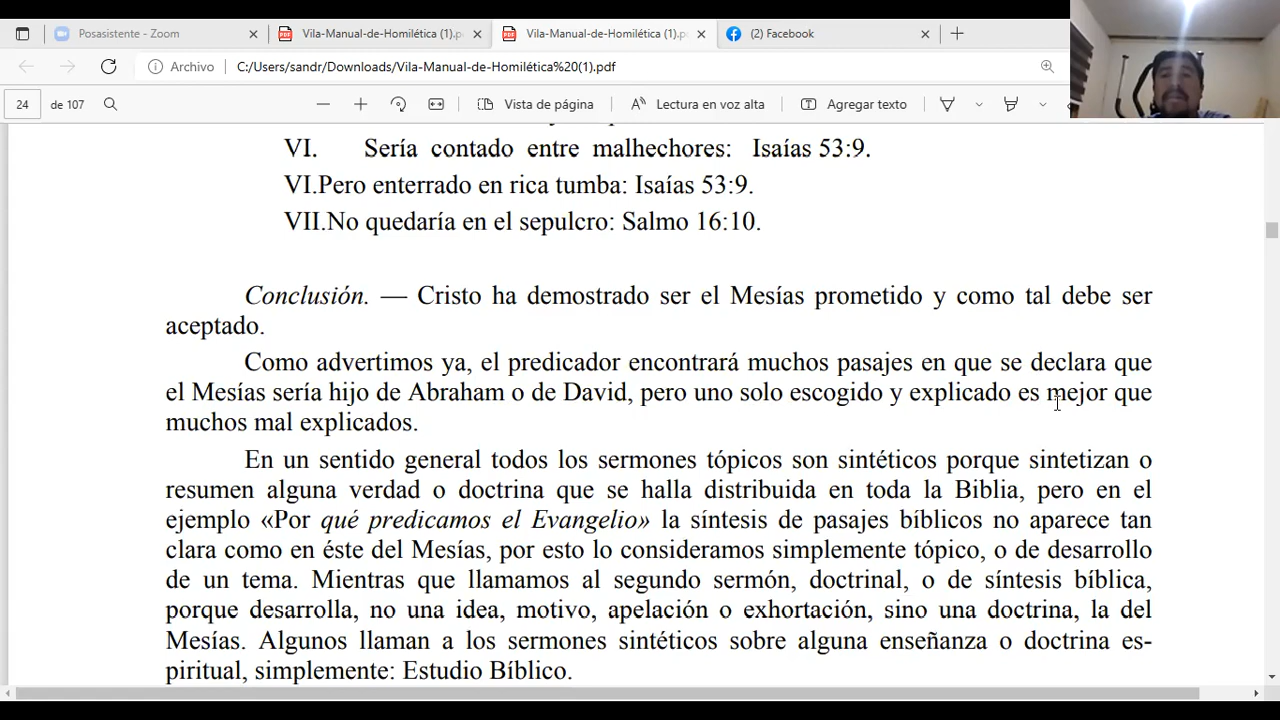 Posasistente - Zoom
Vila-Manual-de-Homilética (1).p
Vila-Manual-de-Homilética (1).p
(2) Facebook
Archivo
C:/Users/sandr/Downloads/Vila-Manual-de-Homilética%20(1).pdf
24 de 107
Vista de página
Lectura en voz alta
Agregar texto
VI. Sería contado entre malhechores: Isaías 53:9.
VI.Pero enterrado en rica tumba: Isaías 53:9.
VII.No quedaría en el sepulcro: Salmo 16:10.
Conclusión. — Cristo ha demostrado ser el Mesías prometido y como tal debe ser
aceptado.
Como advertimos ya, el predicador encontrará muchos pasajes en que se declara que
el Mesías sería hijo de Abraham o de David, pero uno solo escogido y explicado es mejor que
muchos mal explicados.
En un sentido general todos los sermones tópicos son sintéticos porque sintetizan o
resumen alguna verdad o doctrina que se halla distribuida en toda la Biblia, pero en el
ejemplo «Por qué predicamos el Evangelio» la síntesis de pasajes bíblicos no aparece tan
clara como en éste del Mesías, por esto lo consideramos simplemente tópico, o de desarrollo
de un tema. Mientras que llamamos al segundo sermón, doctrinal, o de síntesis bíblica,
porque desarrolla, no una idea, motivo, apelación o exhortación, sino una doctrina, la del
Mesías. Algunos llaman a los sermones sintéticos sobre alguna enseñanza o doctrina es-
piritual, simplemente: Estudio Bíblico.